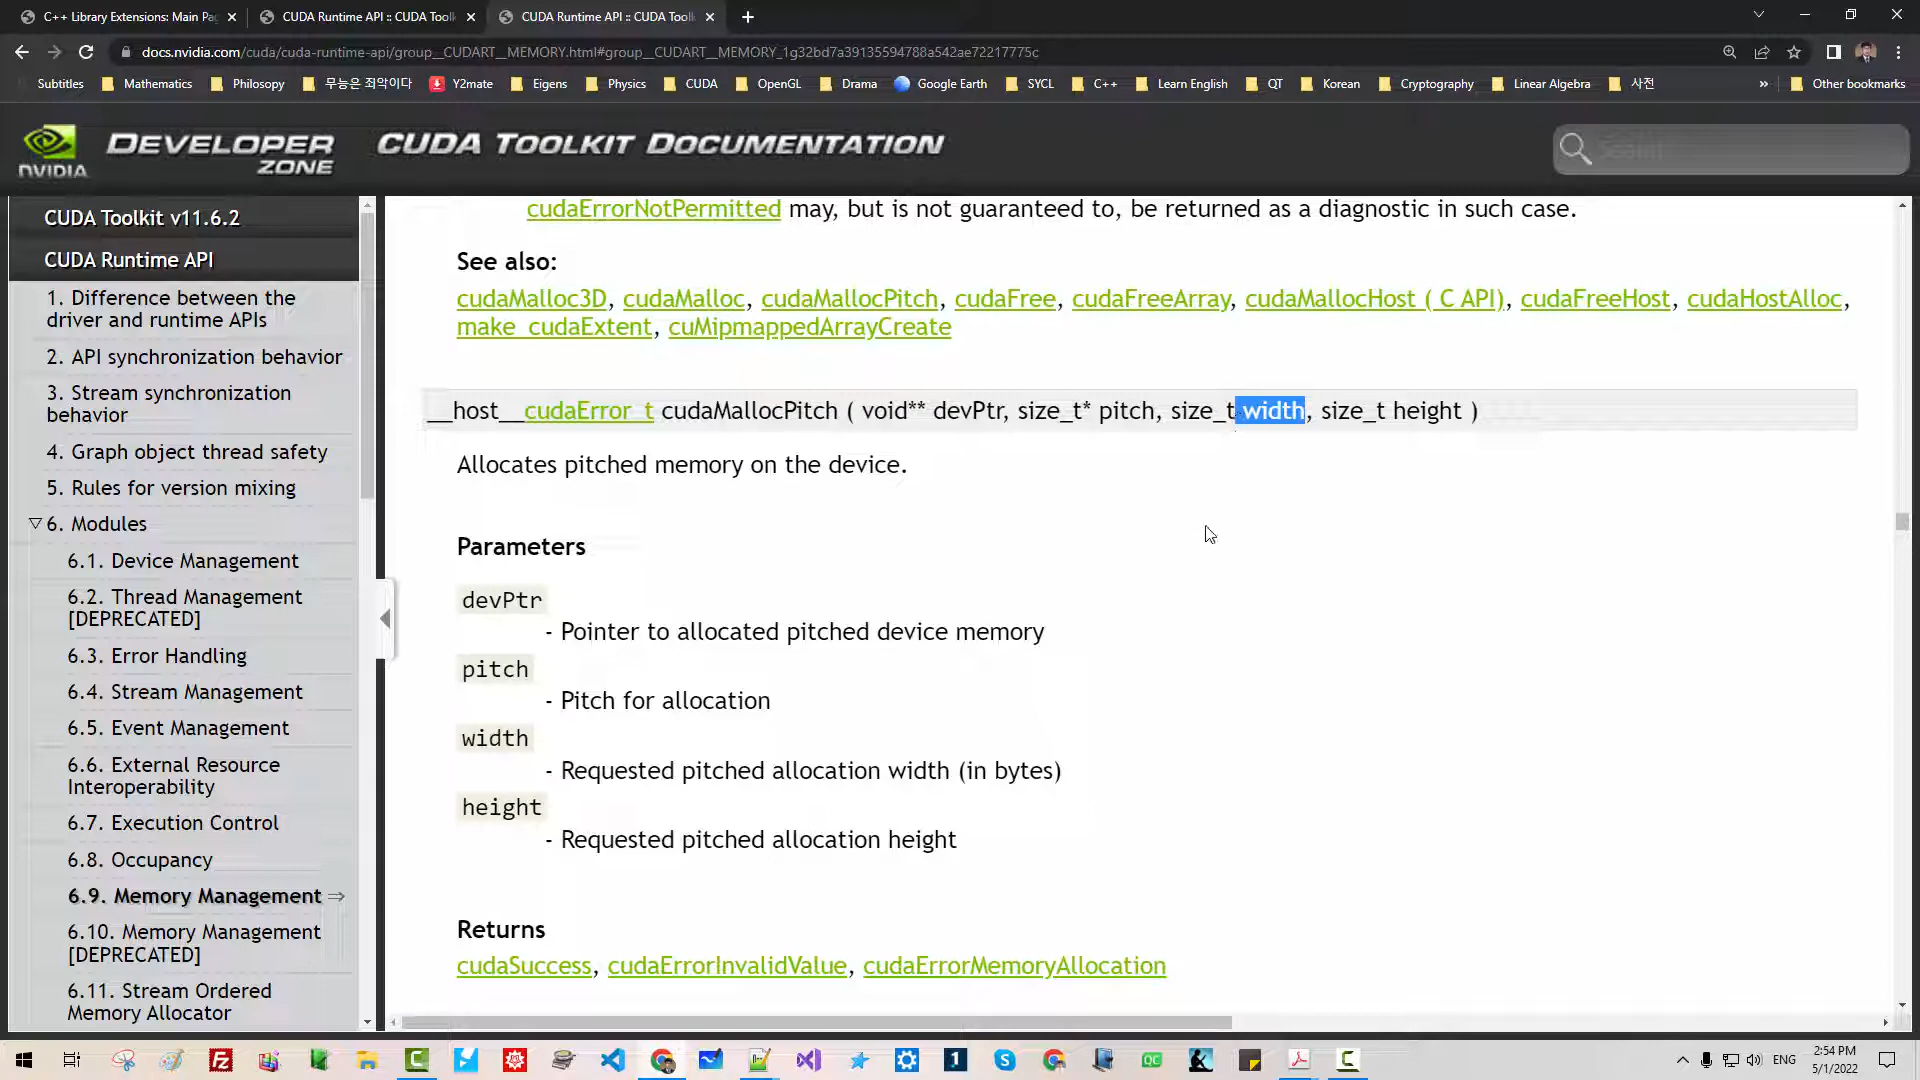 C++ Library Extensions: Main Pa
CUDA Runtime API :: CUDA Toolk
CUDA Runtime API :: CUDA Toolk
docs.nvidia.com/cuda/cuda-runtime-api/group__CUDART__MEMORY.html#group__CUDART__MEMORY_1g32bd7a39135594788a542ae72217775c
Subtitles Mathematics Philosophy 무능은 죄악이다 Y2mate Eigens Physics CUDA OpenGL Drama Google Earth SYCL C++ Learn English QT Korean Cryptography Linear Algebra 사전 » Other bookmarks
NVIDIA DEVELOPER ZONE CUDA TOOLKIT DOCUMENTATION
CUDA Toolkit v11.6.2
CUDA Runtime API
1. Difference between the
driver and runtime APIs
2. API synchronization behavior
3. Stream synchronization
behavior
4. Graph object thread safety
5. Rules for version mixing
▽ 6. Modules
6.1. Device Management
6.2. Thread Management
[DEPRECATED]
6.3. Error Handling
6.4. Stream Management
6.5. Event Management
6.6. External Resource
Interoperability
6.7. Execution Control
6.8. Occupancy
6.9. Memory Management ⇒
6.10. Memory Management
[DEPRECATED]
6.11. Stream Ordered
Memory Allocator
cudaErrorNotPermitted may, but is not guaranteed to, be returned as a diagnostic in such case.
See also:
cudaMalloc3D, cudaMalloc, cudaMallocPitch, cudaFree, cudaFreeArray, cudaMallocHost ( C API), cudaFreeHost, cudaHostAlloc,
make_cudaExtent, cuMipmappedArrayCreate
__host__cudaError_t cudaMallocPitch ( void** devPtr, size_t* pitch, size_t width, size_t height )
Allocates pitched memory on the device.
Parameters
devPtr
- Pointer to allocated pitched device memory
pitch
- Pitch for allocation
width
- Requested pitched allocation width (in bytes)
height
- Requested pitched allocation height
Returns
cudaSuccess, cudaErrorInvalidValue, cudaErrorMemoryAllocation
ENG
2:54 PM
5/1/2022